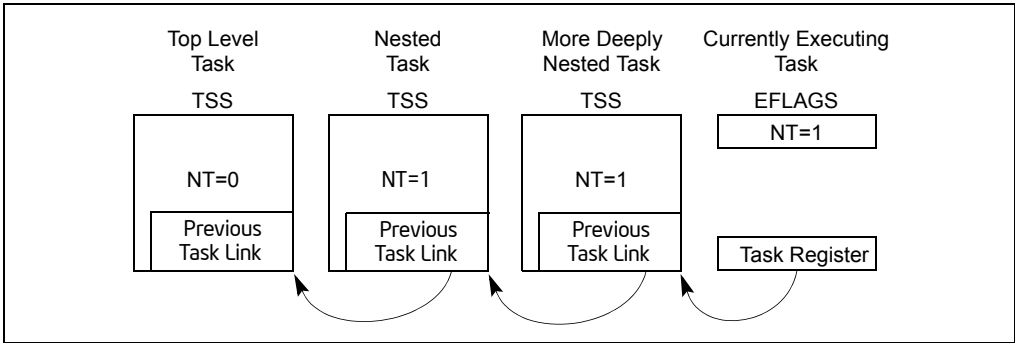 Top Level
Task
Nested
Task
More Deeply
Nested Task
Currently Executing
Task
TSS
TSS
TSS
EFLAGS
NT=1
NT=0
NT=1
NT=1
Previous
Task Link
Previous
Task Link
Previous
Task Link
Task Register